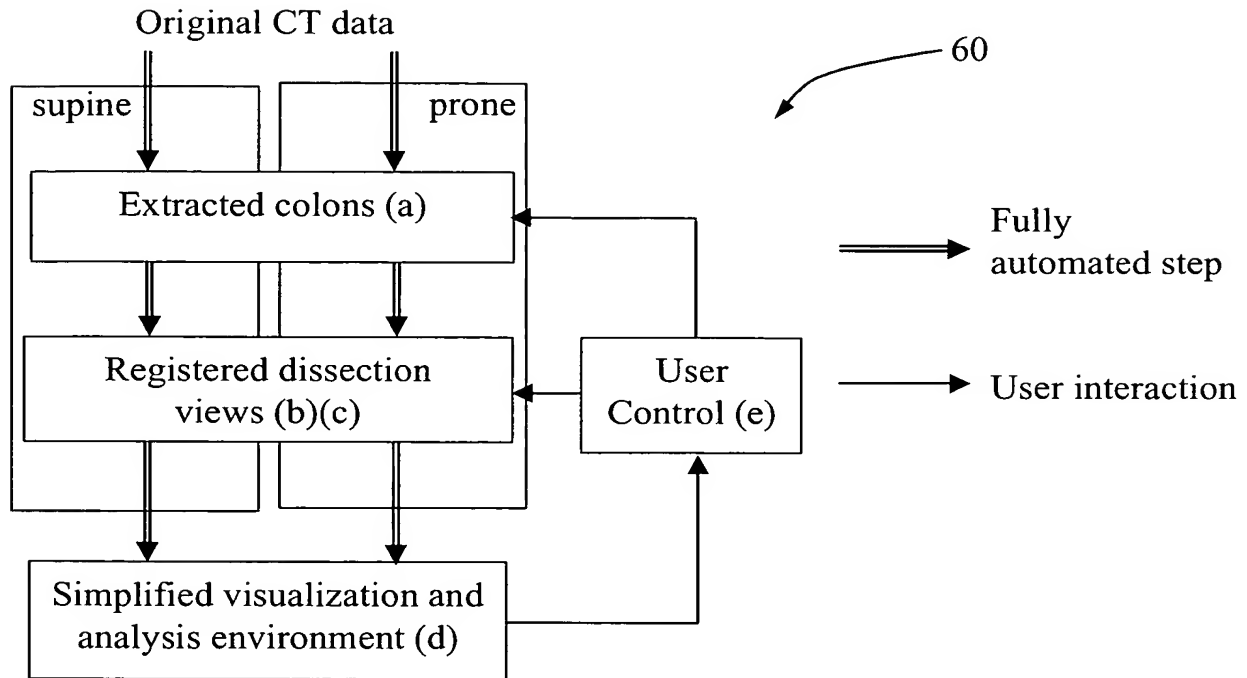 Original CT data
60
supine
prone
Extracted colons (a)
Fully
automated step
Registered dissection
views (b)(c)
User
Control (e)
User interaction
Simplified visualization and
analysis environment (d)